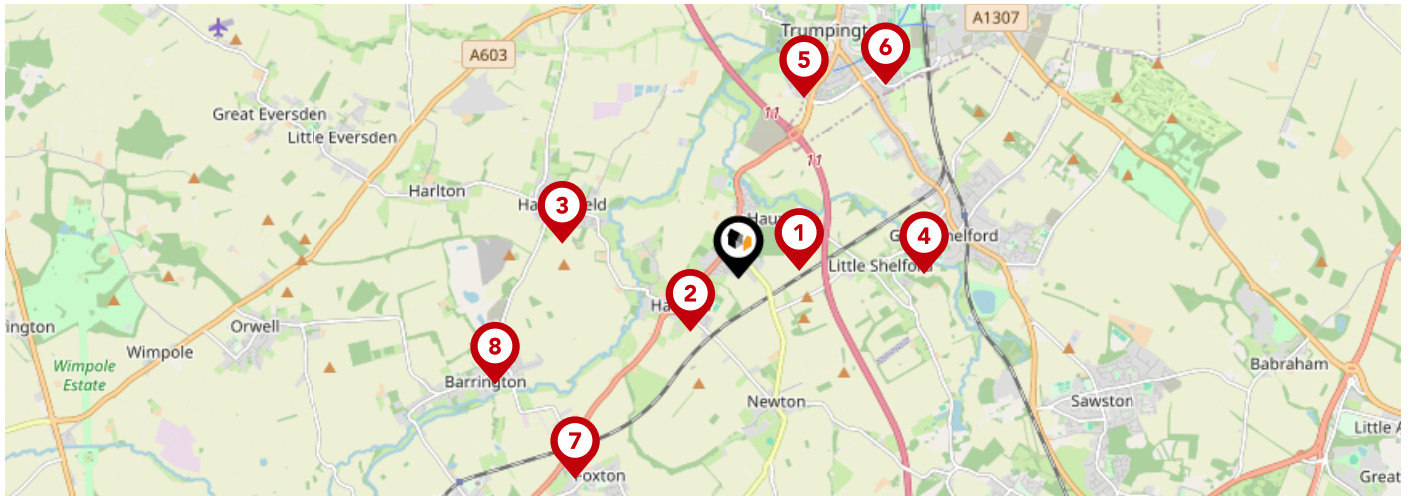 A1307
Trumpingt
5
6
A603
11
Great Eversden
Little Eversden
11
Harlton
3
Ha
eld
Hau
1
4
G
helford
Little Shelford
2
Ha
ington
Orwell
Wimpole
8
Wimpole
Estate
Barrington
Babraham
Newton
Sawston
7
Little A
Foxton
Great